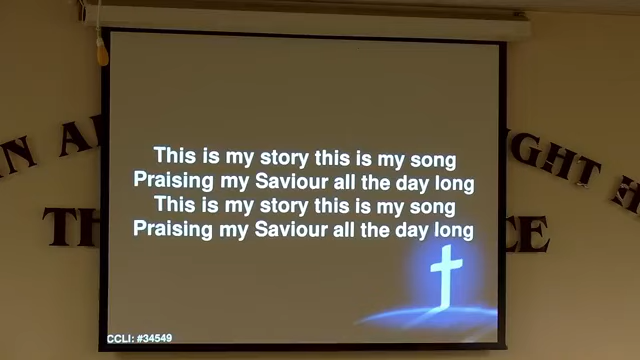 This is my story this is my song
Praising my Saviour all the day long
This is my story this is my song
Praising my Saviour all the day long
CCLI: #34549